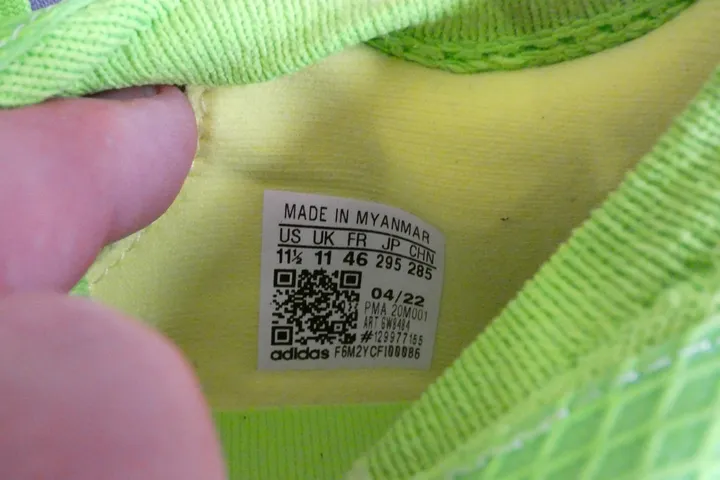 MADE IN MYANMAR
US UK FR JP CHN
11½ 11 46 295 285
04/22
PMA 20M001
ART GW8484
#129977155
adidas F6M2YCF100086